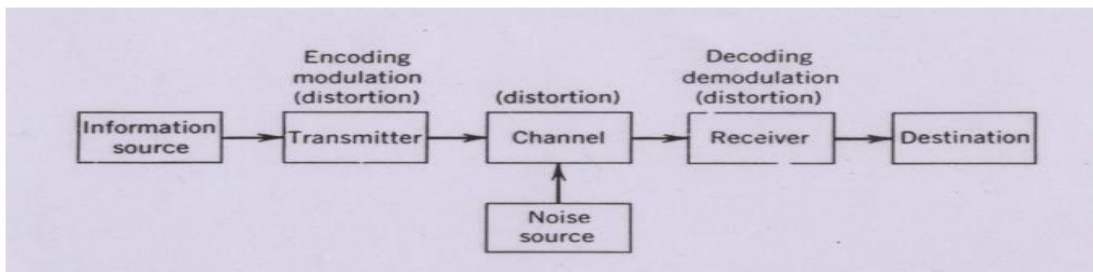 Encoding
modulation
(distortion)
(distortion)
Decoding
demodulation
(distortion)
Information
source
Transmitter
Channel
Receiver
Destination
Noise
source